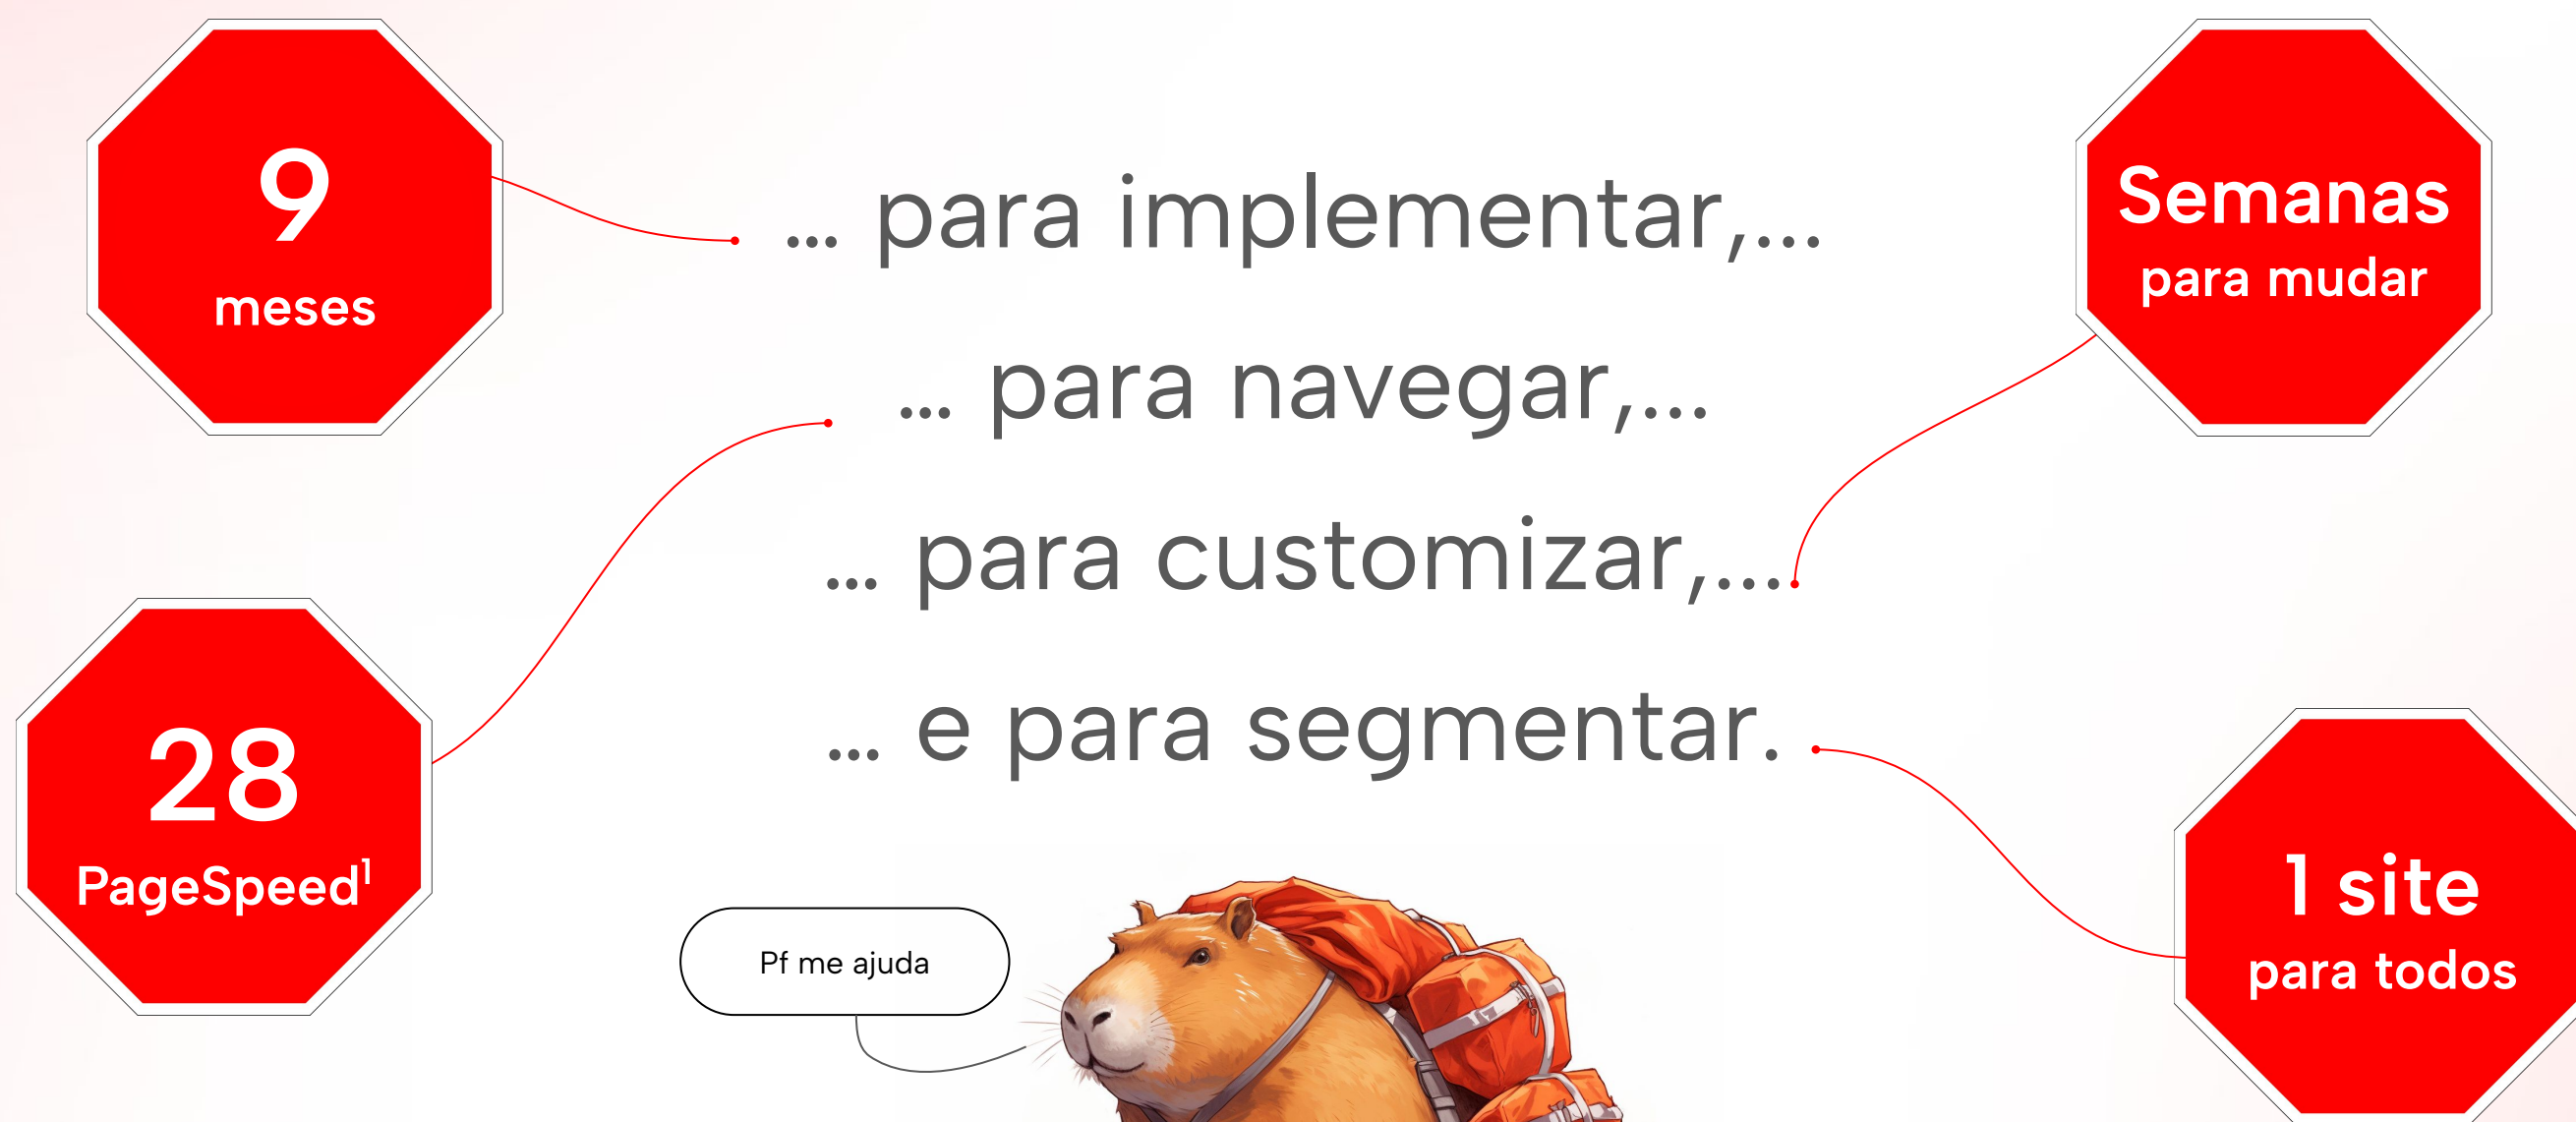 9
meses
… para implementar,...
Semanas
para mudar
… para navegar,...
… para customizar,...
… e para segmentar.
28
PageSpeed¹
1 site
para todos
Pf me ajuda